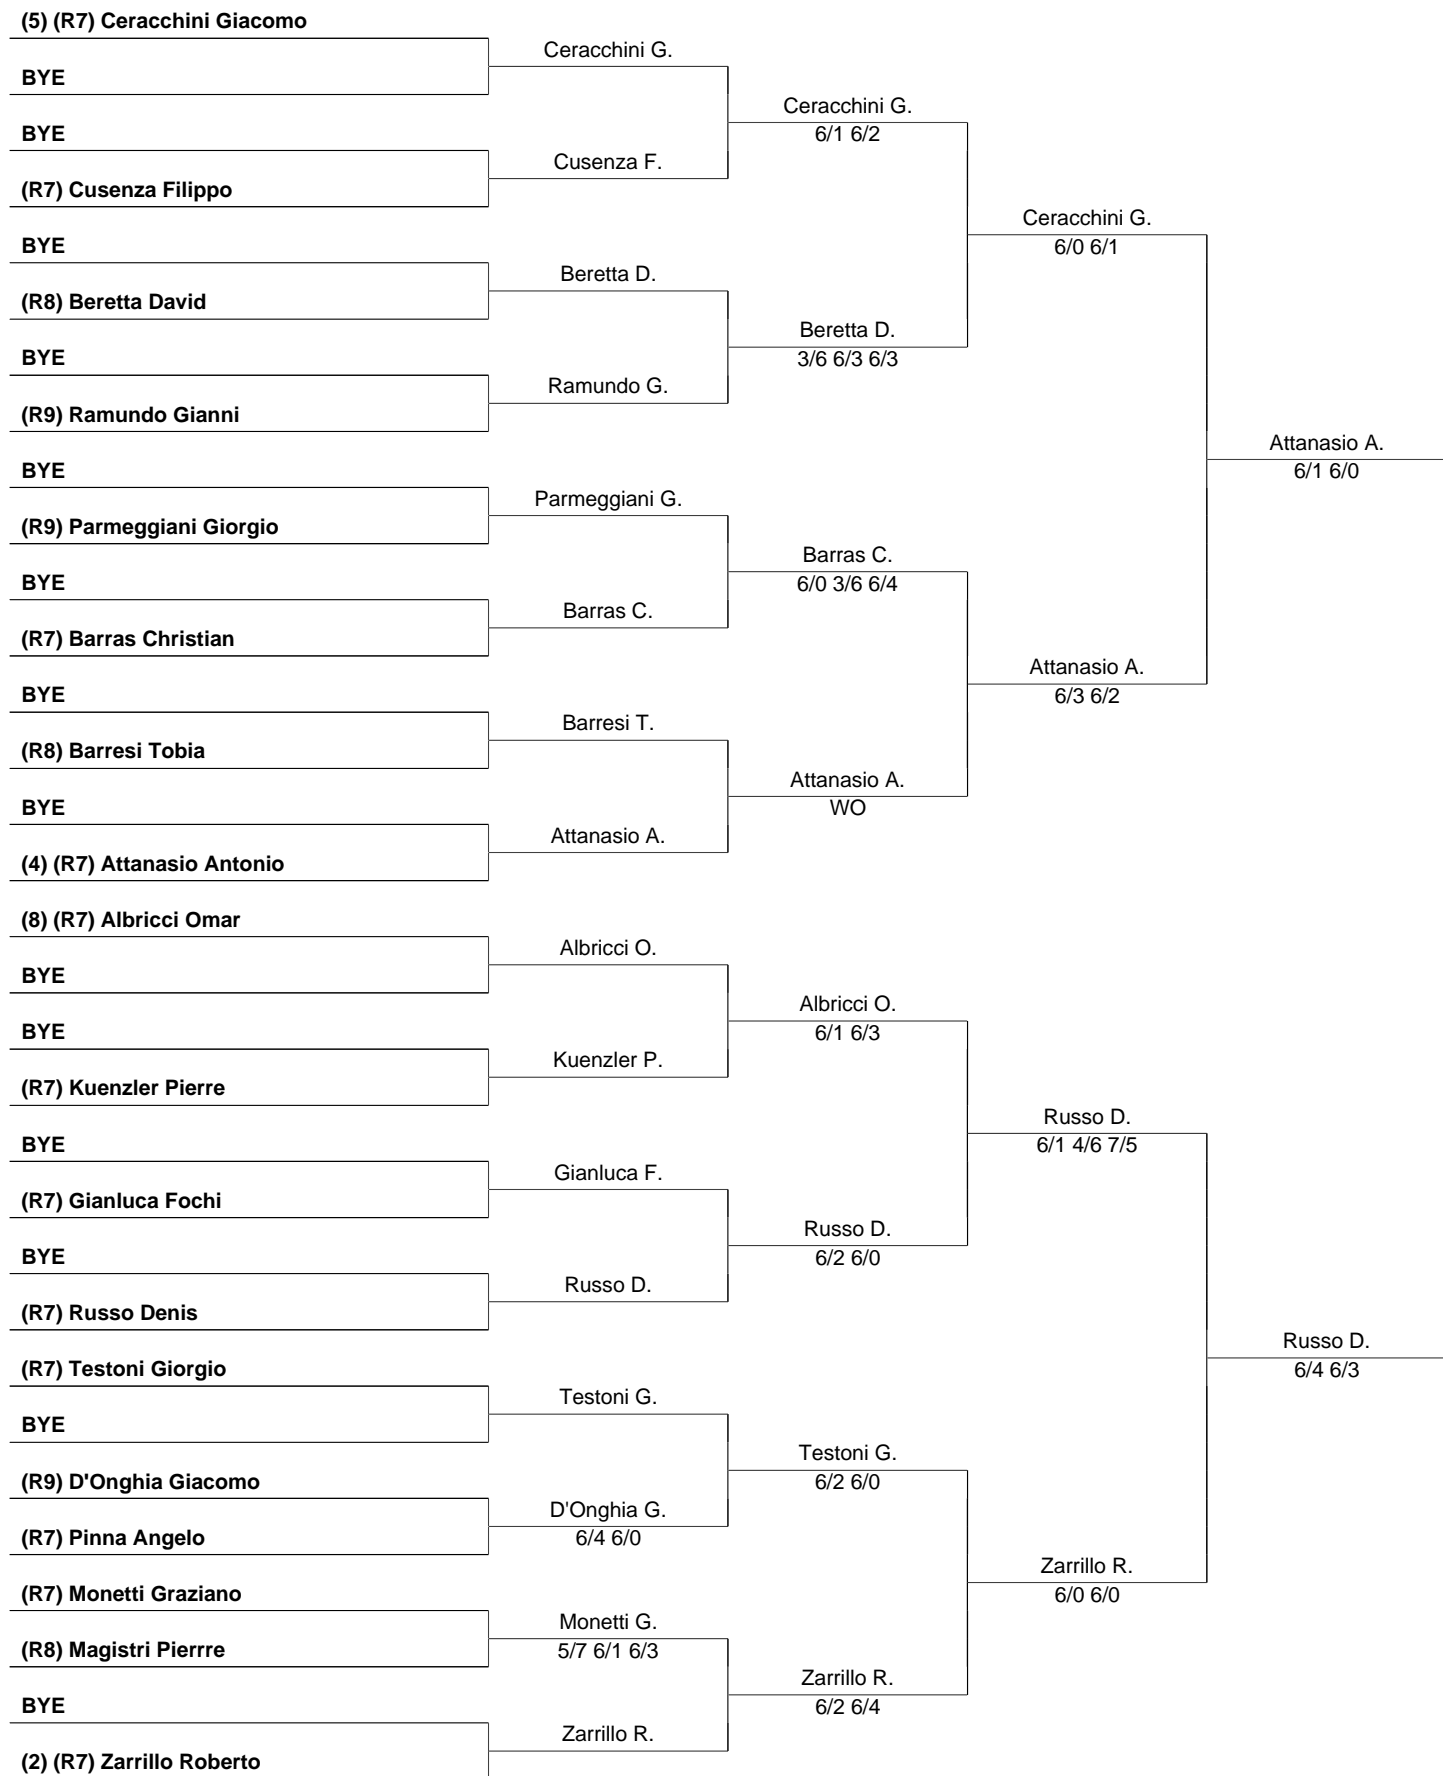 (5) (R7) Ceracchini Giacomo
Ceracchini G.
BYE
Ceracchini G.
BYE
6/1 6/2
Cusenza F.
(R7) Cusenza Filippo
Ceracchini G.
BYE
6/0 6/1
Beretta D.
(R8) Beretta David
Beretta D.
BYE
3/6 6/3 6/3
Ramundo G.
(R9) Ramundo Gianni
Attanasio A.
BYE
6/1 6/0
Parmeggiani G.
(R9) Parmeggiani Giorgio
Barras C.
BYE
6/0 3/6 6/4
Barras C.
(R7) Barras Christian
Attanasio A.
BYE
6/3 6/2
Barresi T.
(R8) Barresi Tobia
Attanasio A.
BYE
WO
Attanasio A.
(4) (R7) Attanasio Antonio
(8) (R7) Albricci Omar
Albricci O.
BYE
Albricci O.
BYE
6/1 6/3
Kuenzler P.
(R7) Kuenzler Pierre
Russo D.
BYE
6/1 4/6 7/5
Gianluca F.
(R7) Gianluca Fochi
Russo D.
BYE
6/2 6/0
Russo D.
(R7) Russo Denis
Russo D.
(R7) Testoni Giorgio
6/4 6/3
Testoni G.
BYE
Testoni G.
(R9) D'Onghia Giacomo
6/2 6/0
D'Onghia G.
(R7) Pinna Angelo
6/4 6/0
Zarrillo R.
(R7) Monetti Graziano
6/0 6/0
Monetti G.
(R8) Magistri Pierrre
5/7 6/1 6/3
Zarrillo R.
BYE
6/2 6/4
Zarrillo R.
(2) (R7) Zarrillo Roberto